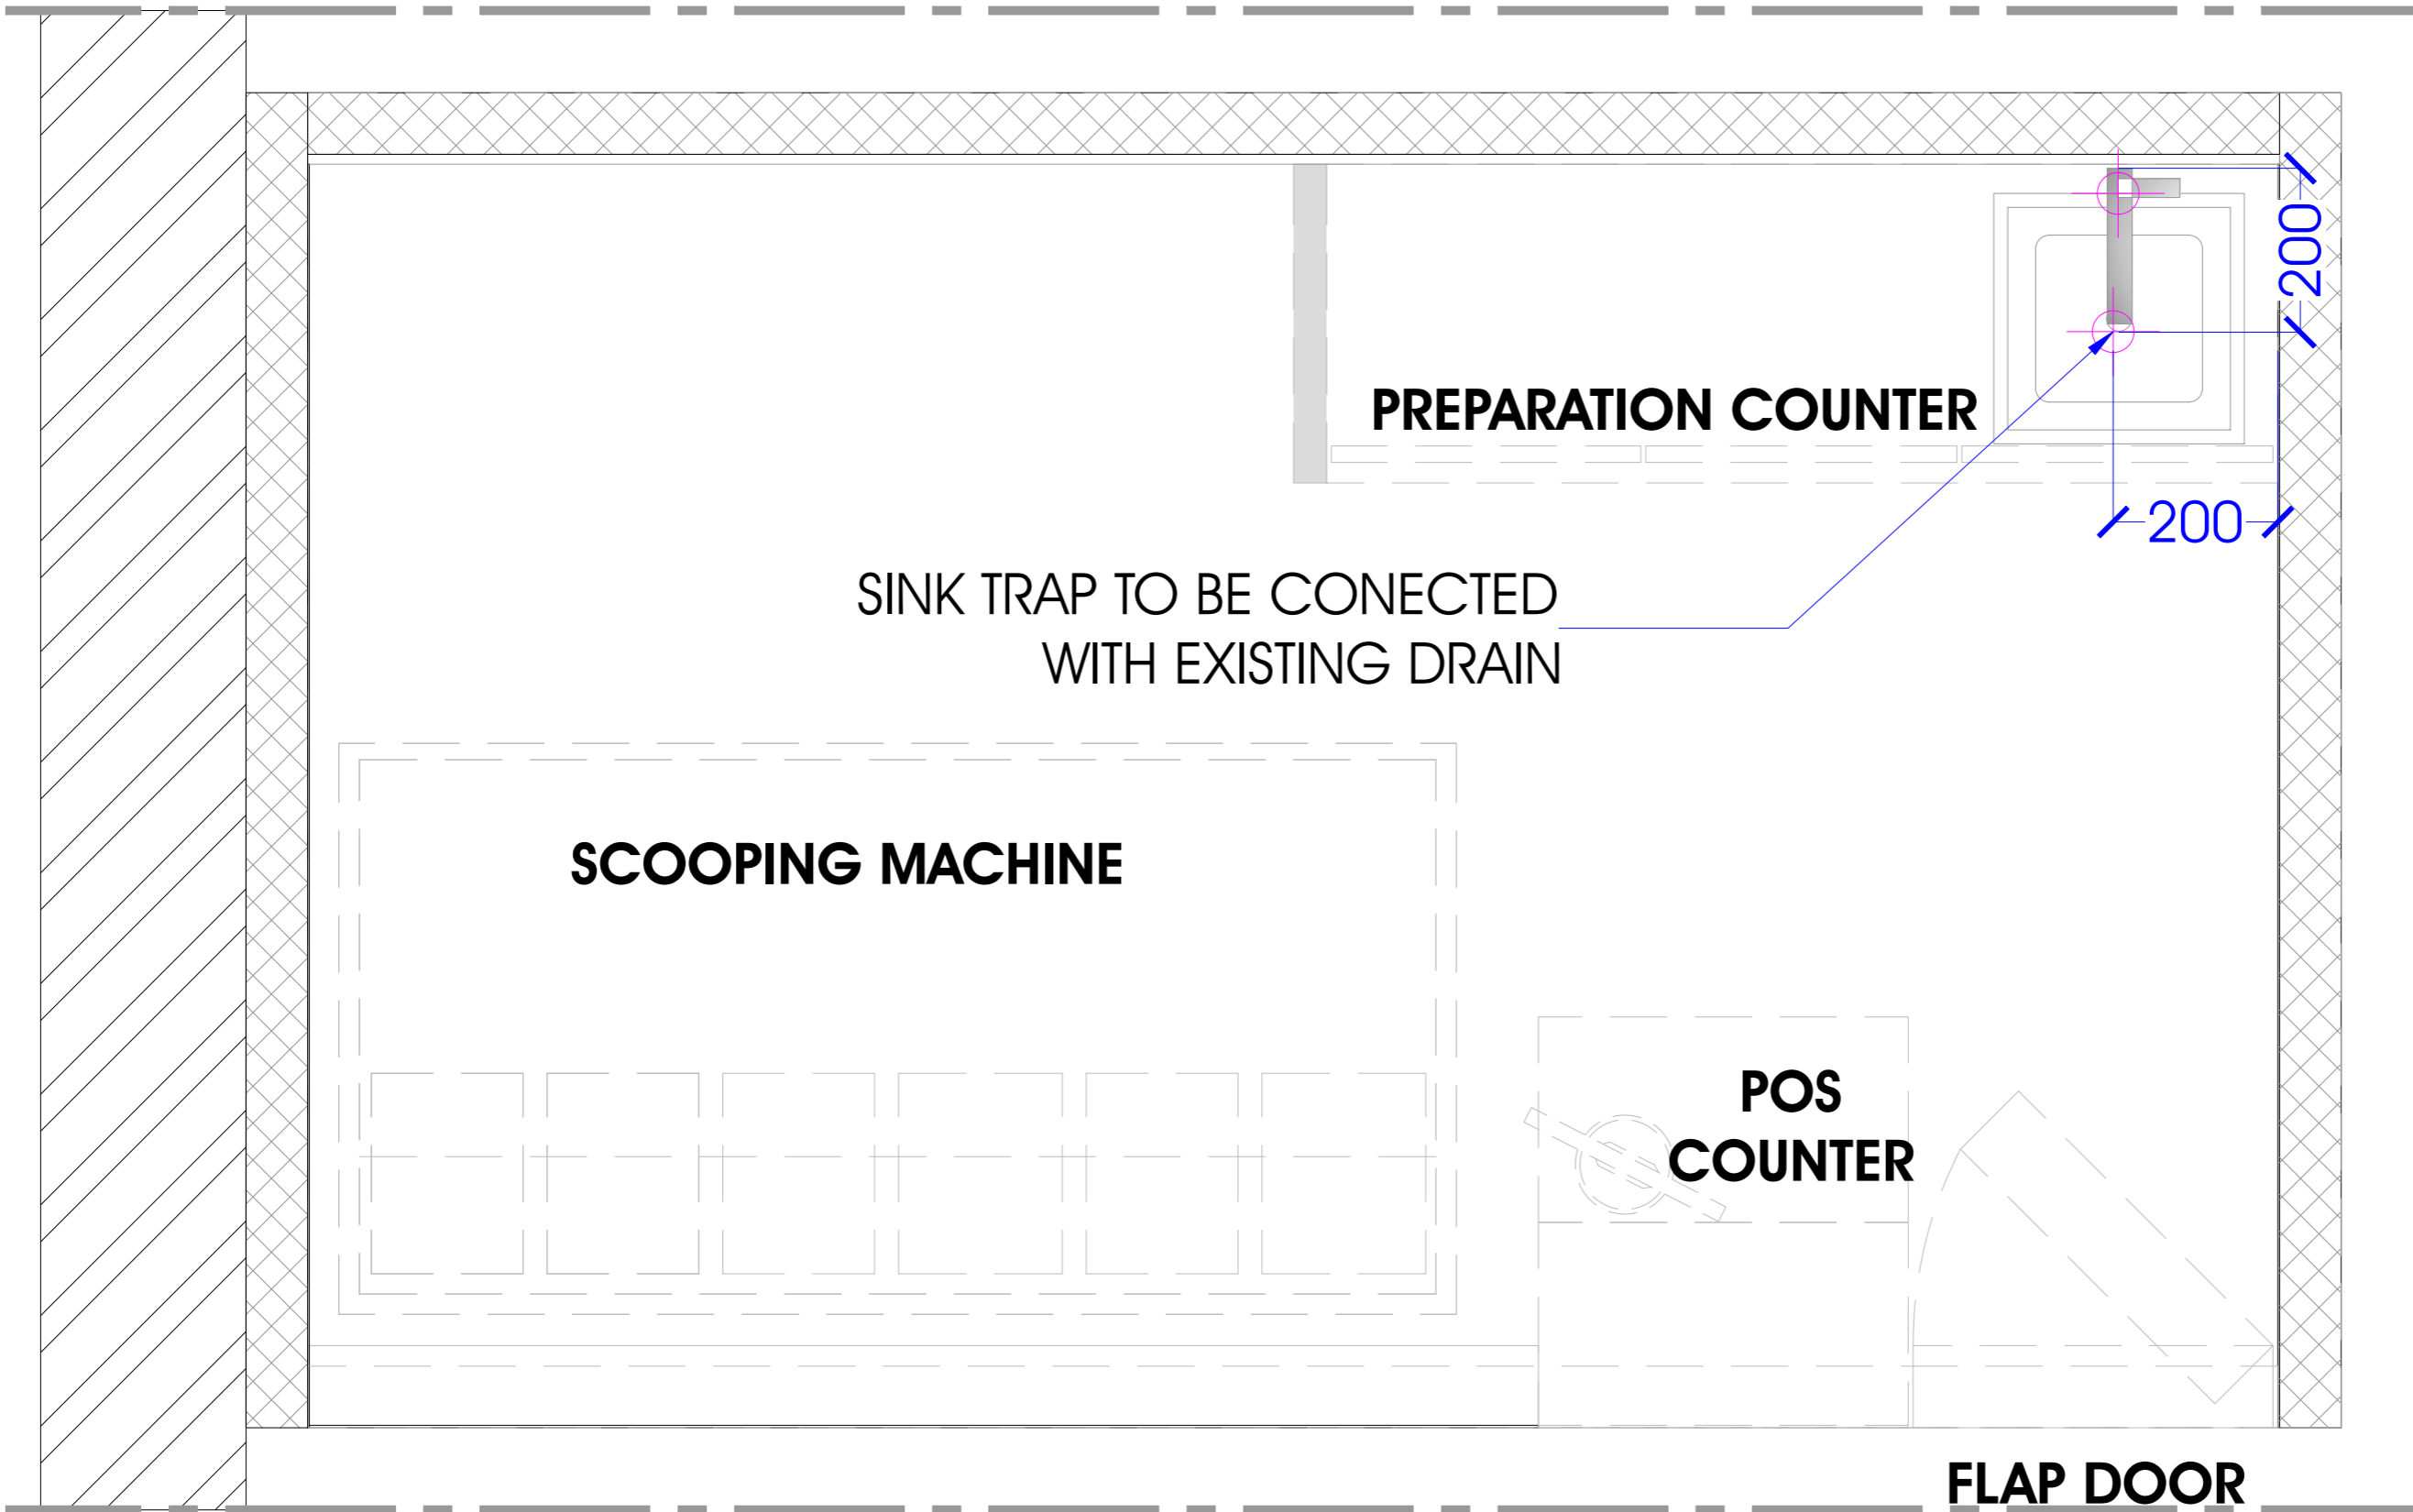 200
PREPARATION COUNTER
200
SINK TRAP TO BE CONECTED
WITH EXISTING DRAIN
SCOOPING MACHINE
POS
COUNTER
FLAP DOOR